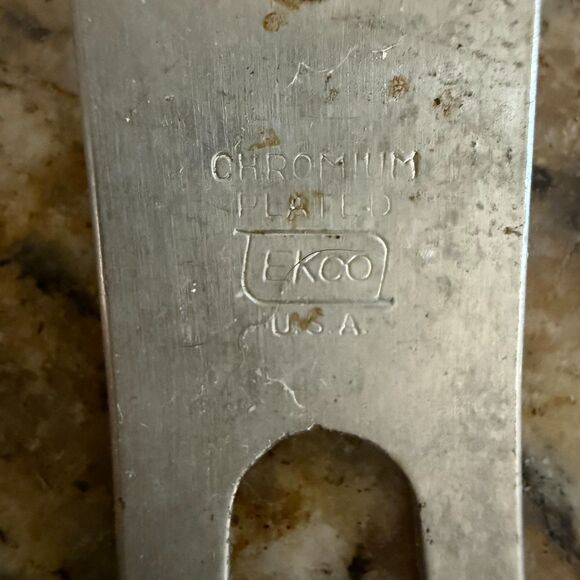 CHROMIUM
PLATED
EKCO
U.S.A.